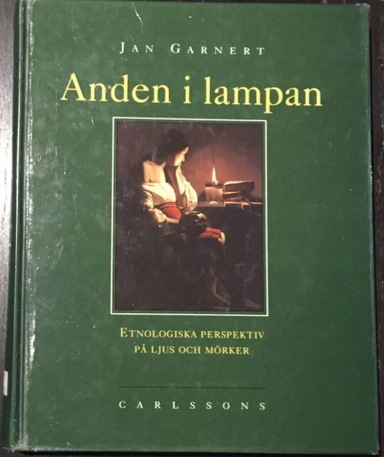 JAN GARNERT
Anden i lampan
ETNOLOGISKA PERSPEKTIV
PÅ LJUS OCH MÖRKER
CARLSSONS